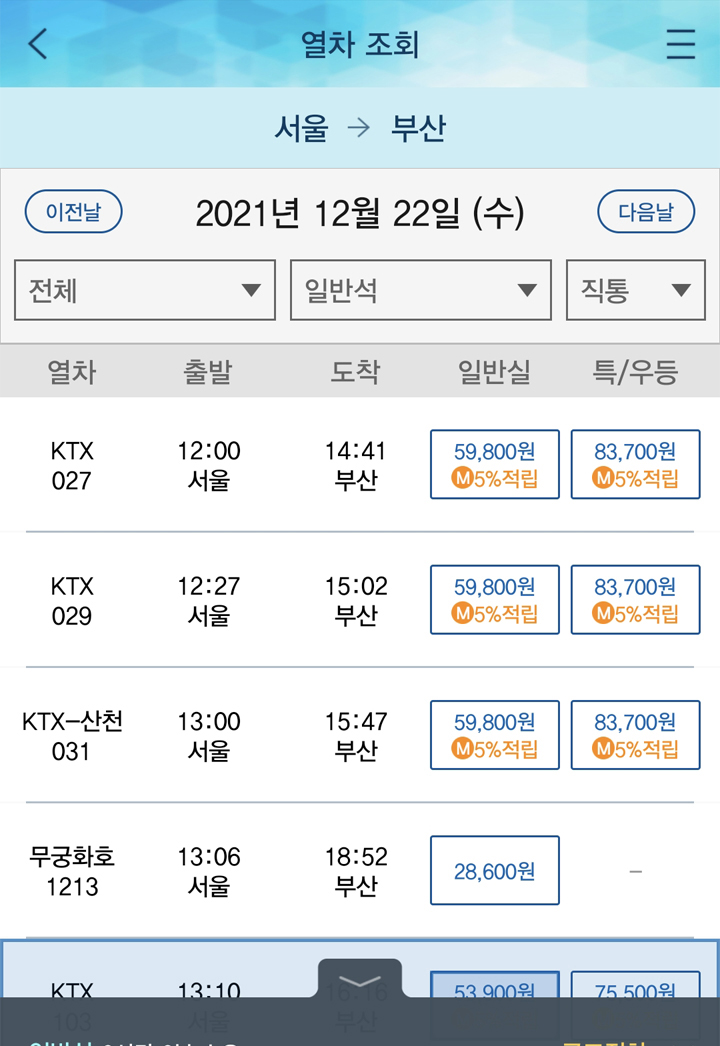 열차 조회
서울 → 부산
이전날 2021년 12월 22일 (수) 다음날
전체 일반석 직통
열차 출발 도착 일반실 특/우등
KTX 12:00 14:41 59,800원 83,700원
027 서울 부산 M5%적립 M5%적립
KTX 12:27 15:02 59,800원 83,700원
029 서울 부산 M5%적립 M5%적립
KTX-산천 13:00 15:47 59,800원 83,700원
031 서울 부산 M5%적립 M5%적립
무궁화호 13:06 18:52 28,600원 -
1213 서울 부산
KTX 13:10 16:16 53,900원 75,500원
103 서울 부산